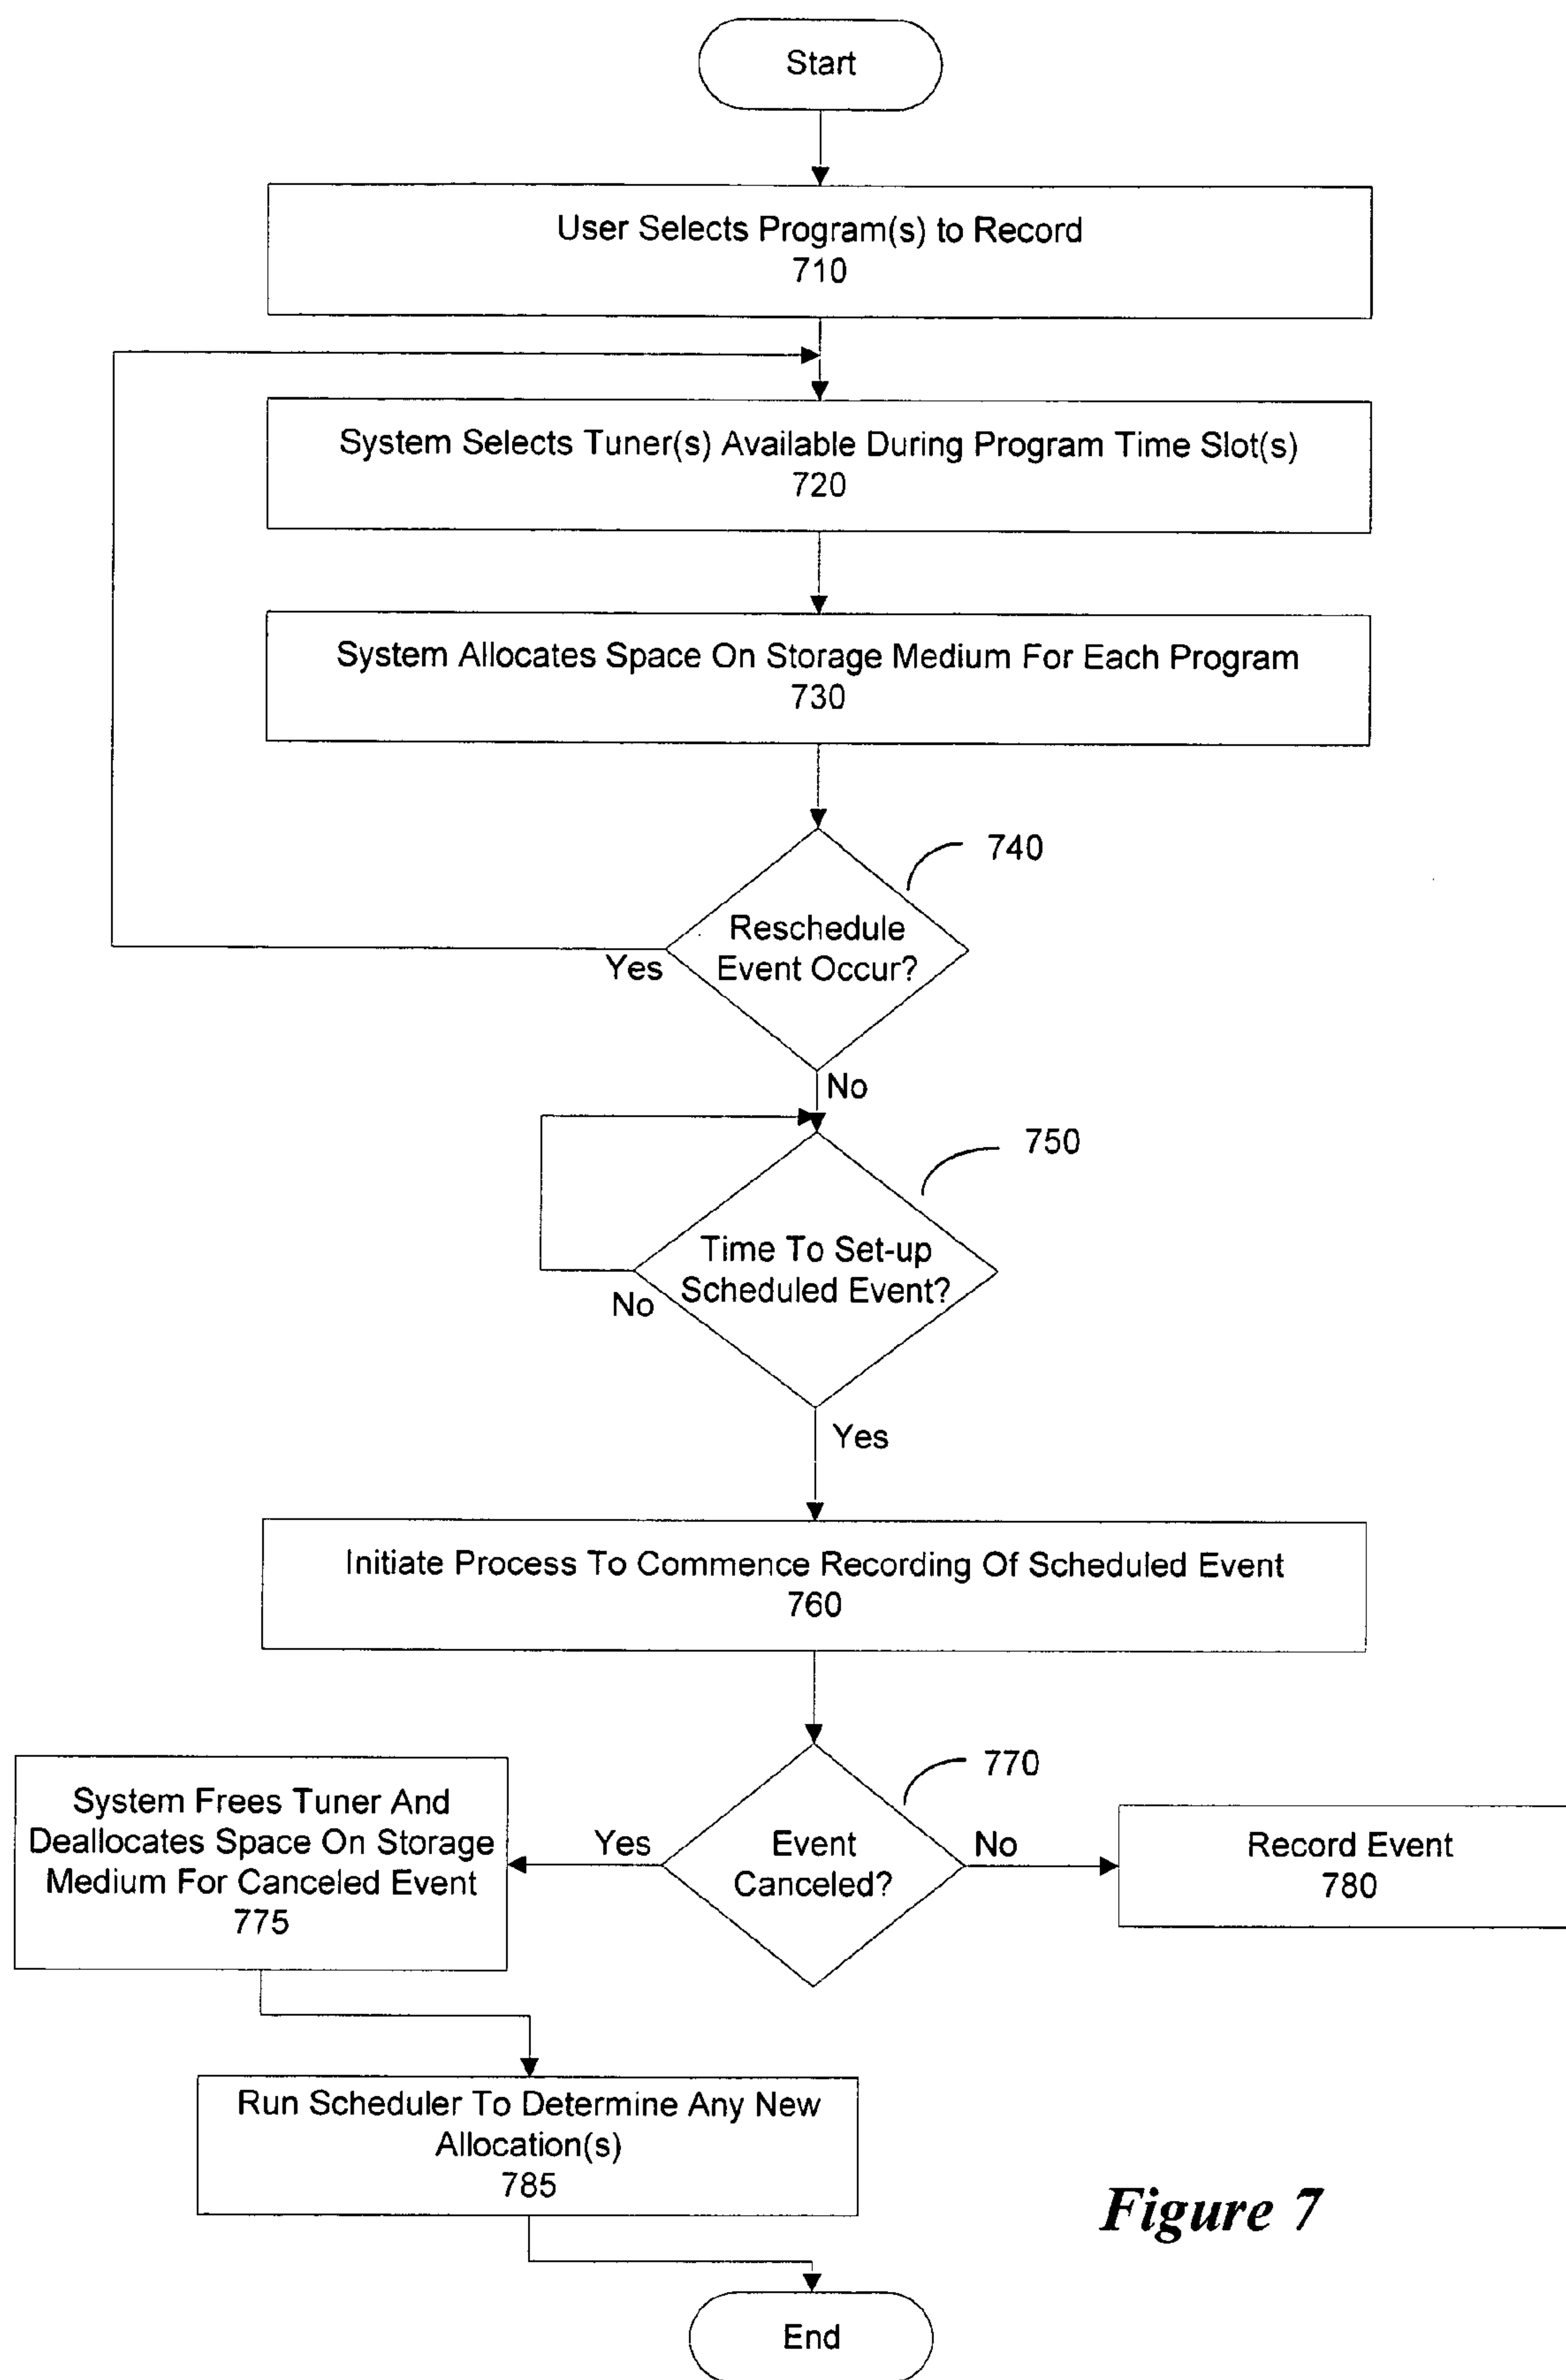 Start
User Selects Program(s) to Record
710
System Selects Tuner(s) Available During Program Time Slot(s)
720
System Allocates Space On Storage Medium For Each Program
730
740
Reschedule
Event Occur?
Yes
No
750
Time To Set-up
Scheduled Event?
No
Yes
Initiate Process To Commence Recording Of Scheduled Event
760
770
System Frees Tuner And
Deallocates Space On Storage
Medium For Canceled Event
775
Yes
Event
Canceled?
No
Record Event
780
Run Scheduler To Determine Any New
Allocation(s)
785
Figure 7
End